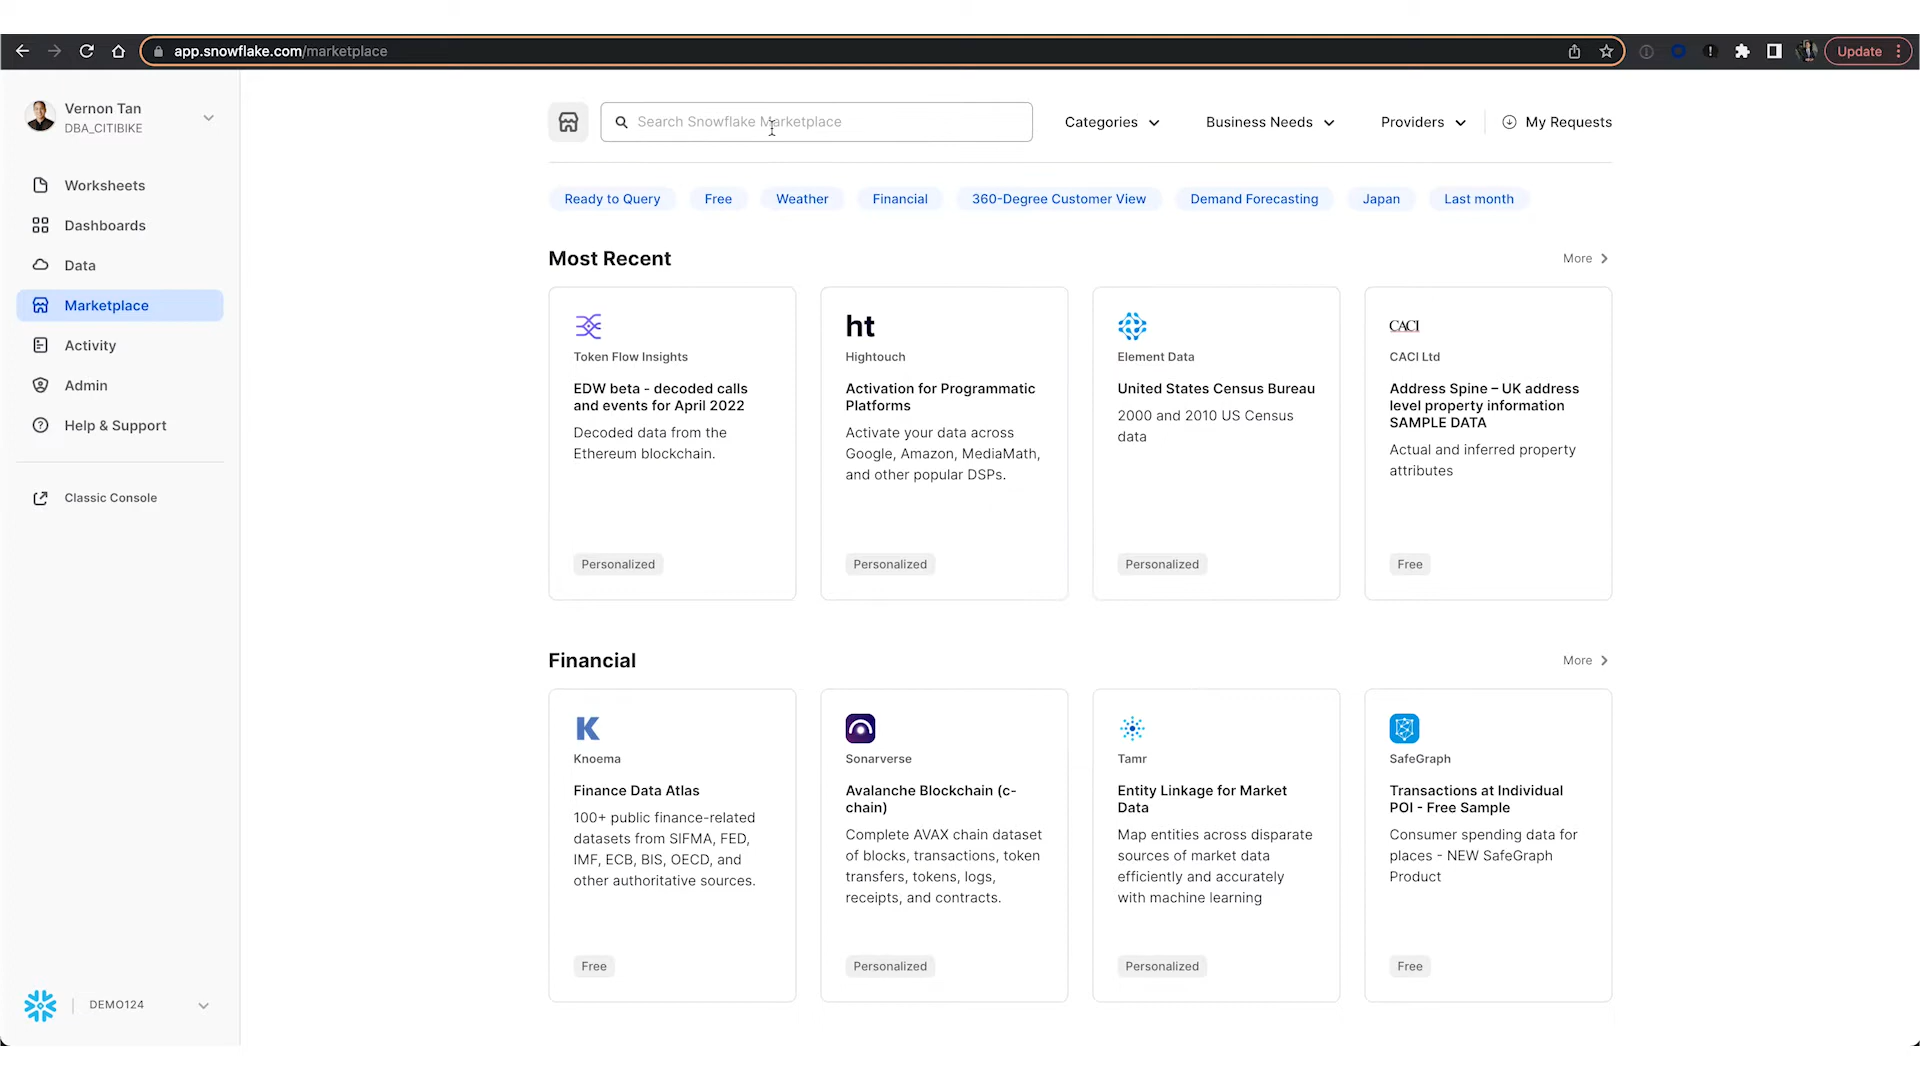 app.snowflake.com/marketplace
Update
Vernon Tan
DBA_CITIBIKE
Worksheets
Dashboards
Data
Marketplace
Activity
Admin
Help & Support
Classic Console
DEMO124
Search Snowflake Marketplace
Categories
Business Needs
Providers
My Requests
Ready to Query
Free
Weather
Financial
360-Degree Customer View
Demand Forecasting
Japan
Last month
Most Recent
More
Token Flow Insights
EDW beta - decoded calls
and events for April 2022
Decoded data from the
Ethereum blockchain.
Personalized
ht
Hightouch
Activation for Programmatic
Platforms
Activate your data across
Google, Amazon, MediaMath,
and other popular DSPs.
Personalized
Element Data
United States Census Bureau
2000 and 2010 US Census
data
Personalized
CACI
CACI Ltd
Address Spine – UK address
level property information
SAMPLE DATA
Actual and inferred property
attributes
Free
Financial
More
K
Knoema
Finance Data Atlas
100+ public finance-related
datasets from SIFMA, FED,
IMF, ECB, BIS, OECD, and
other authoritative sources.
Free
Sonarverse
Avalanche Blockchain (c-
chain)
Complete AVAX chain dataset
of blocks, transactions, token
transfers, tokens, logs,
receipts, and contracts.
Personalized
Tamr
Entity Linkage for Market
Data
Map entities across disparate
sources of market data
efficiently and accurately
with machine learning
Personalized
SafeGraph
Transactions at Individual
POI - Free Sample
Consumer spending data for
places - NEW SafeGraph
Product
Free